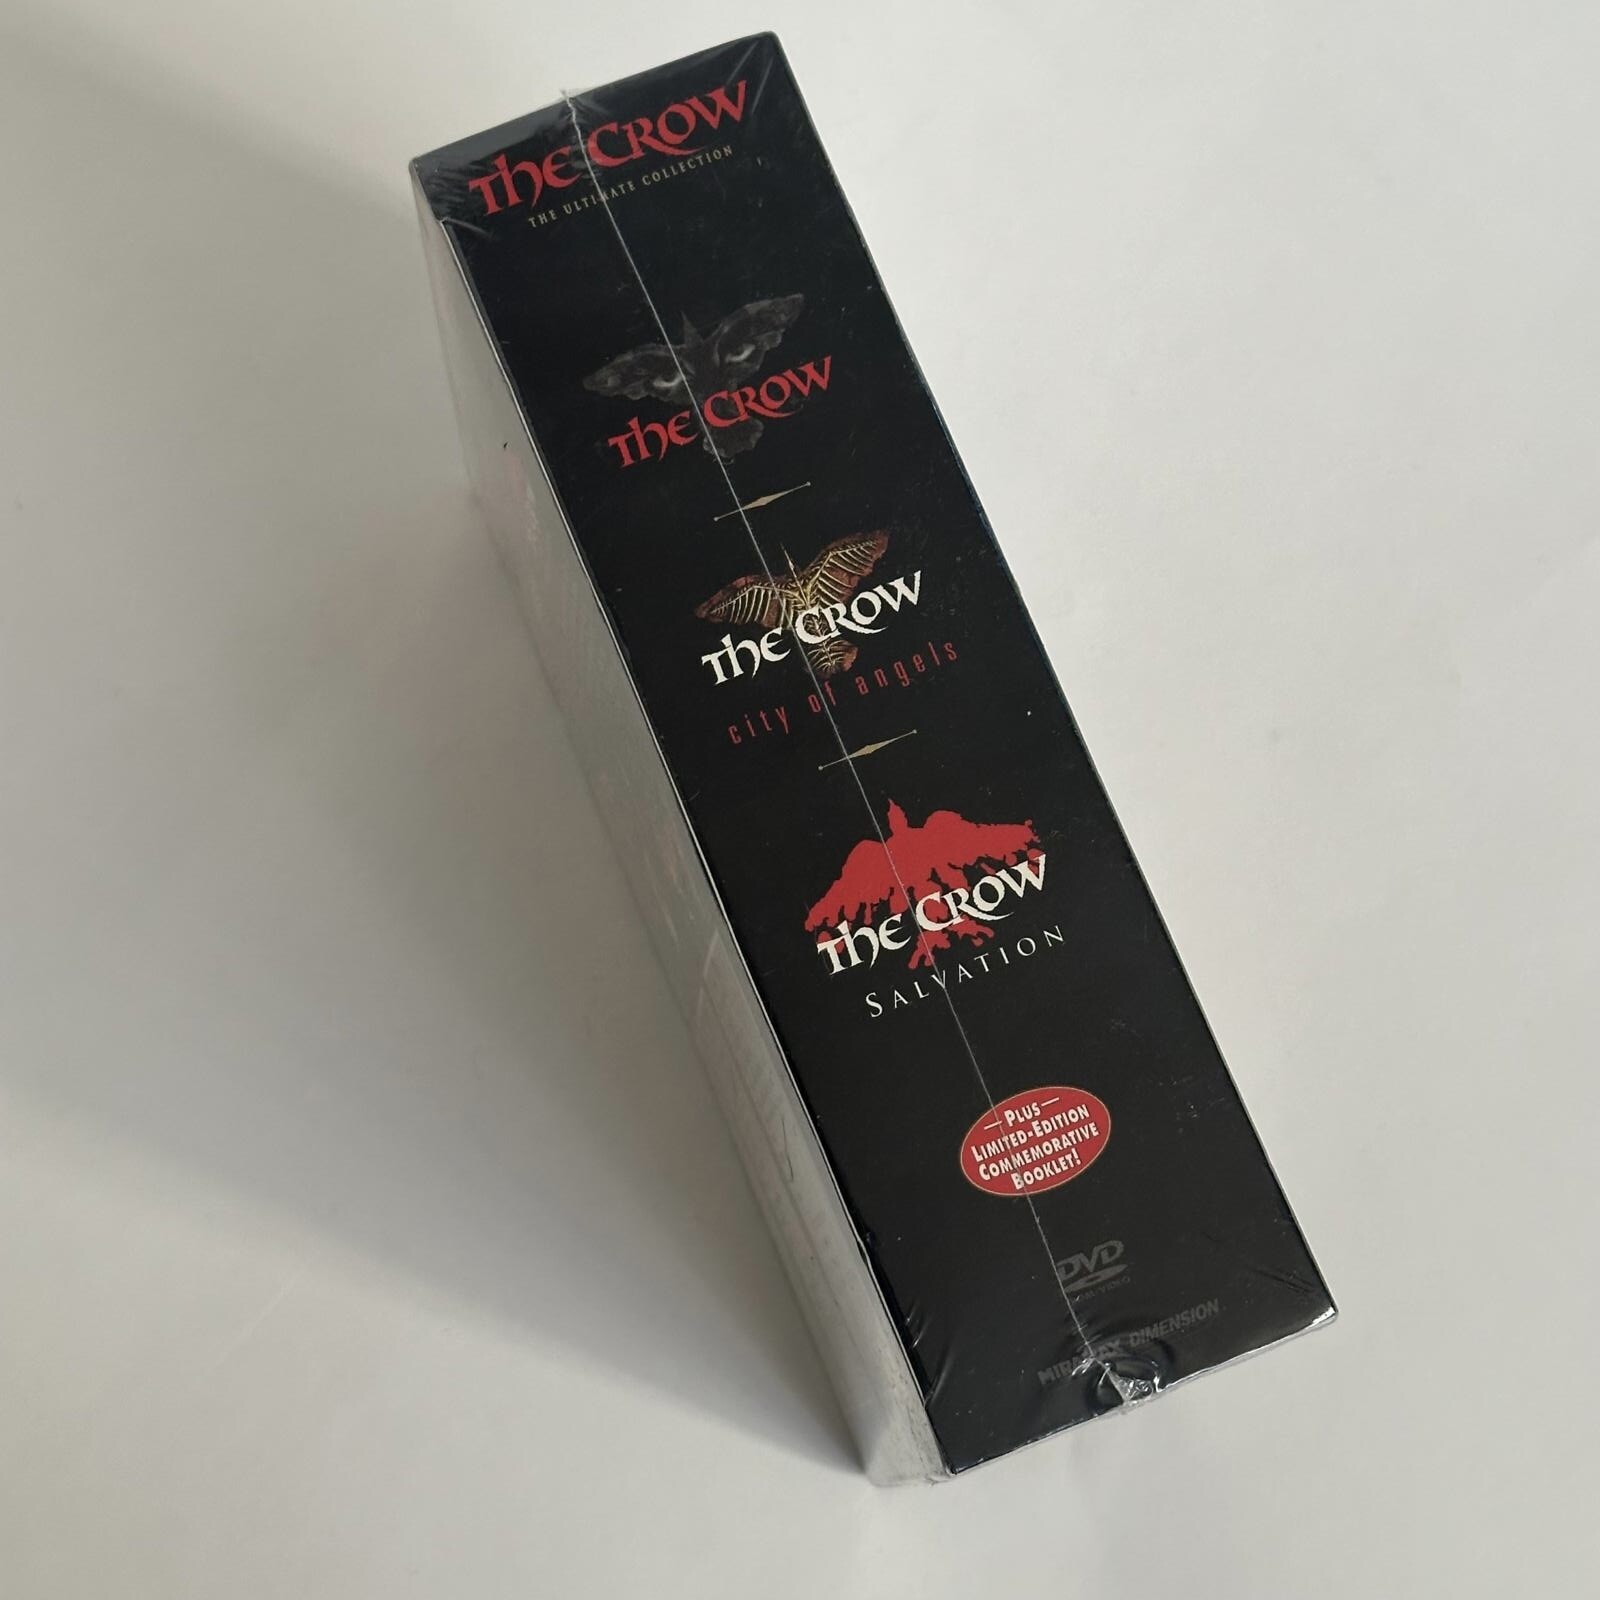 THE CROW
THE ULTIMATE COLLECTION
THE CROW
THE CROW
city of angels
THE CROW
SALVATION
PLUS
LIMITED-EDITION
COMMEMORATIVE
BOOKLET!
DVD
MIRAMAX DIMENSION